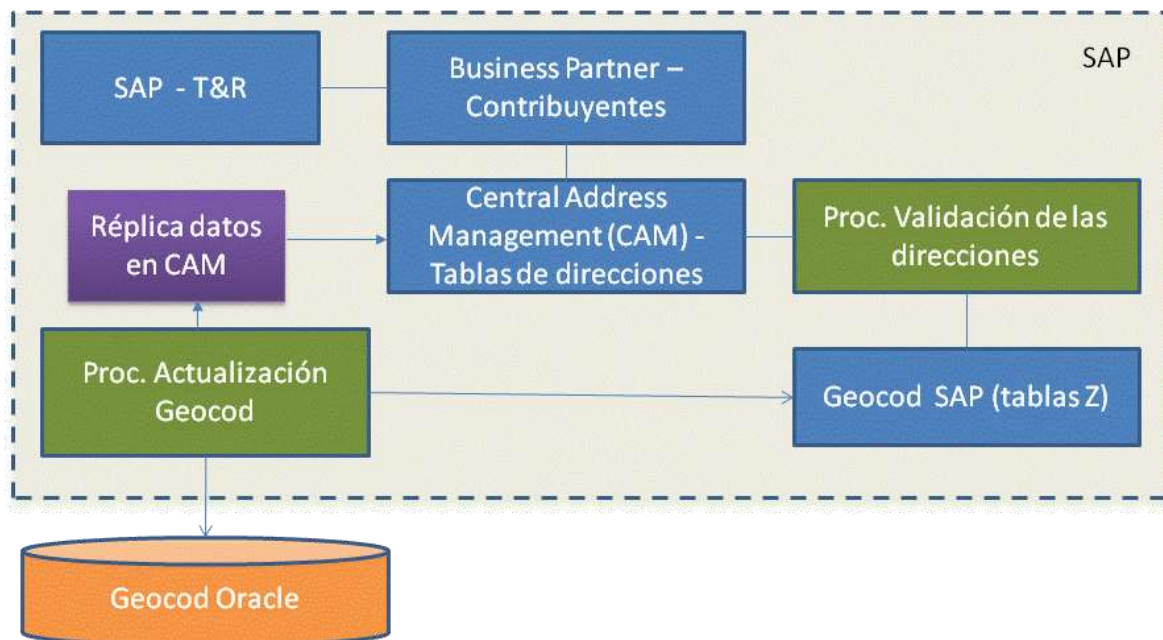 SAP
SAP - T&R
Business Partner –
Contribuyentes
Réplica datos
en CAM
Central Address
Management (CAM) -
Tablas de direcciones
Proc. Validación de las
direcciones
Proc. Actualización
Geocod
Geocod SAP (tablas Z)
Geocod Oracle